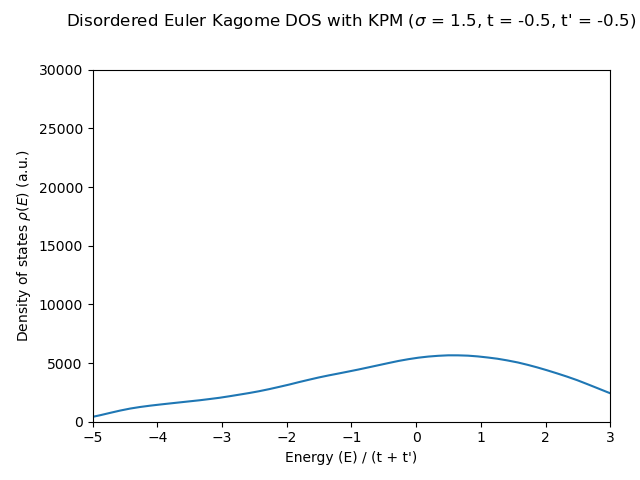 Disordered Euler Kagome DOS with KPM (σ = 1.5, t = -0.5, t' = -0.5)
30000
25000
20000
15000
10000
5000
0
Density of states ρ(E) (a.u.)
−5 −4 −3 −2 −1 0 1 2 3
Energy (E) / (t + t')